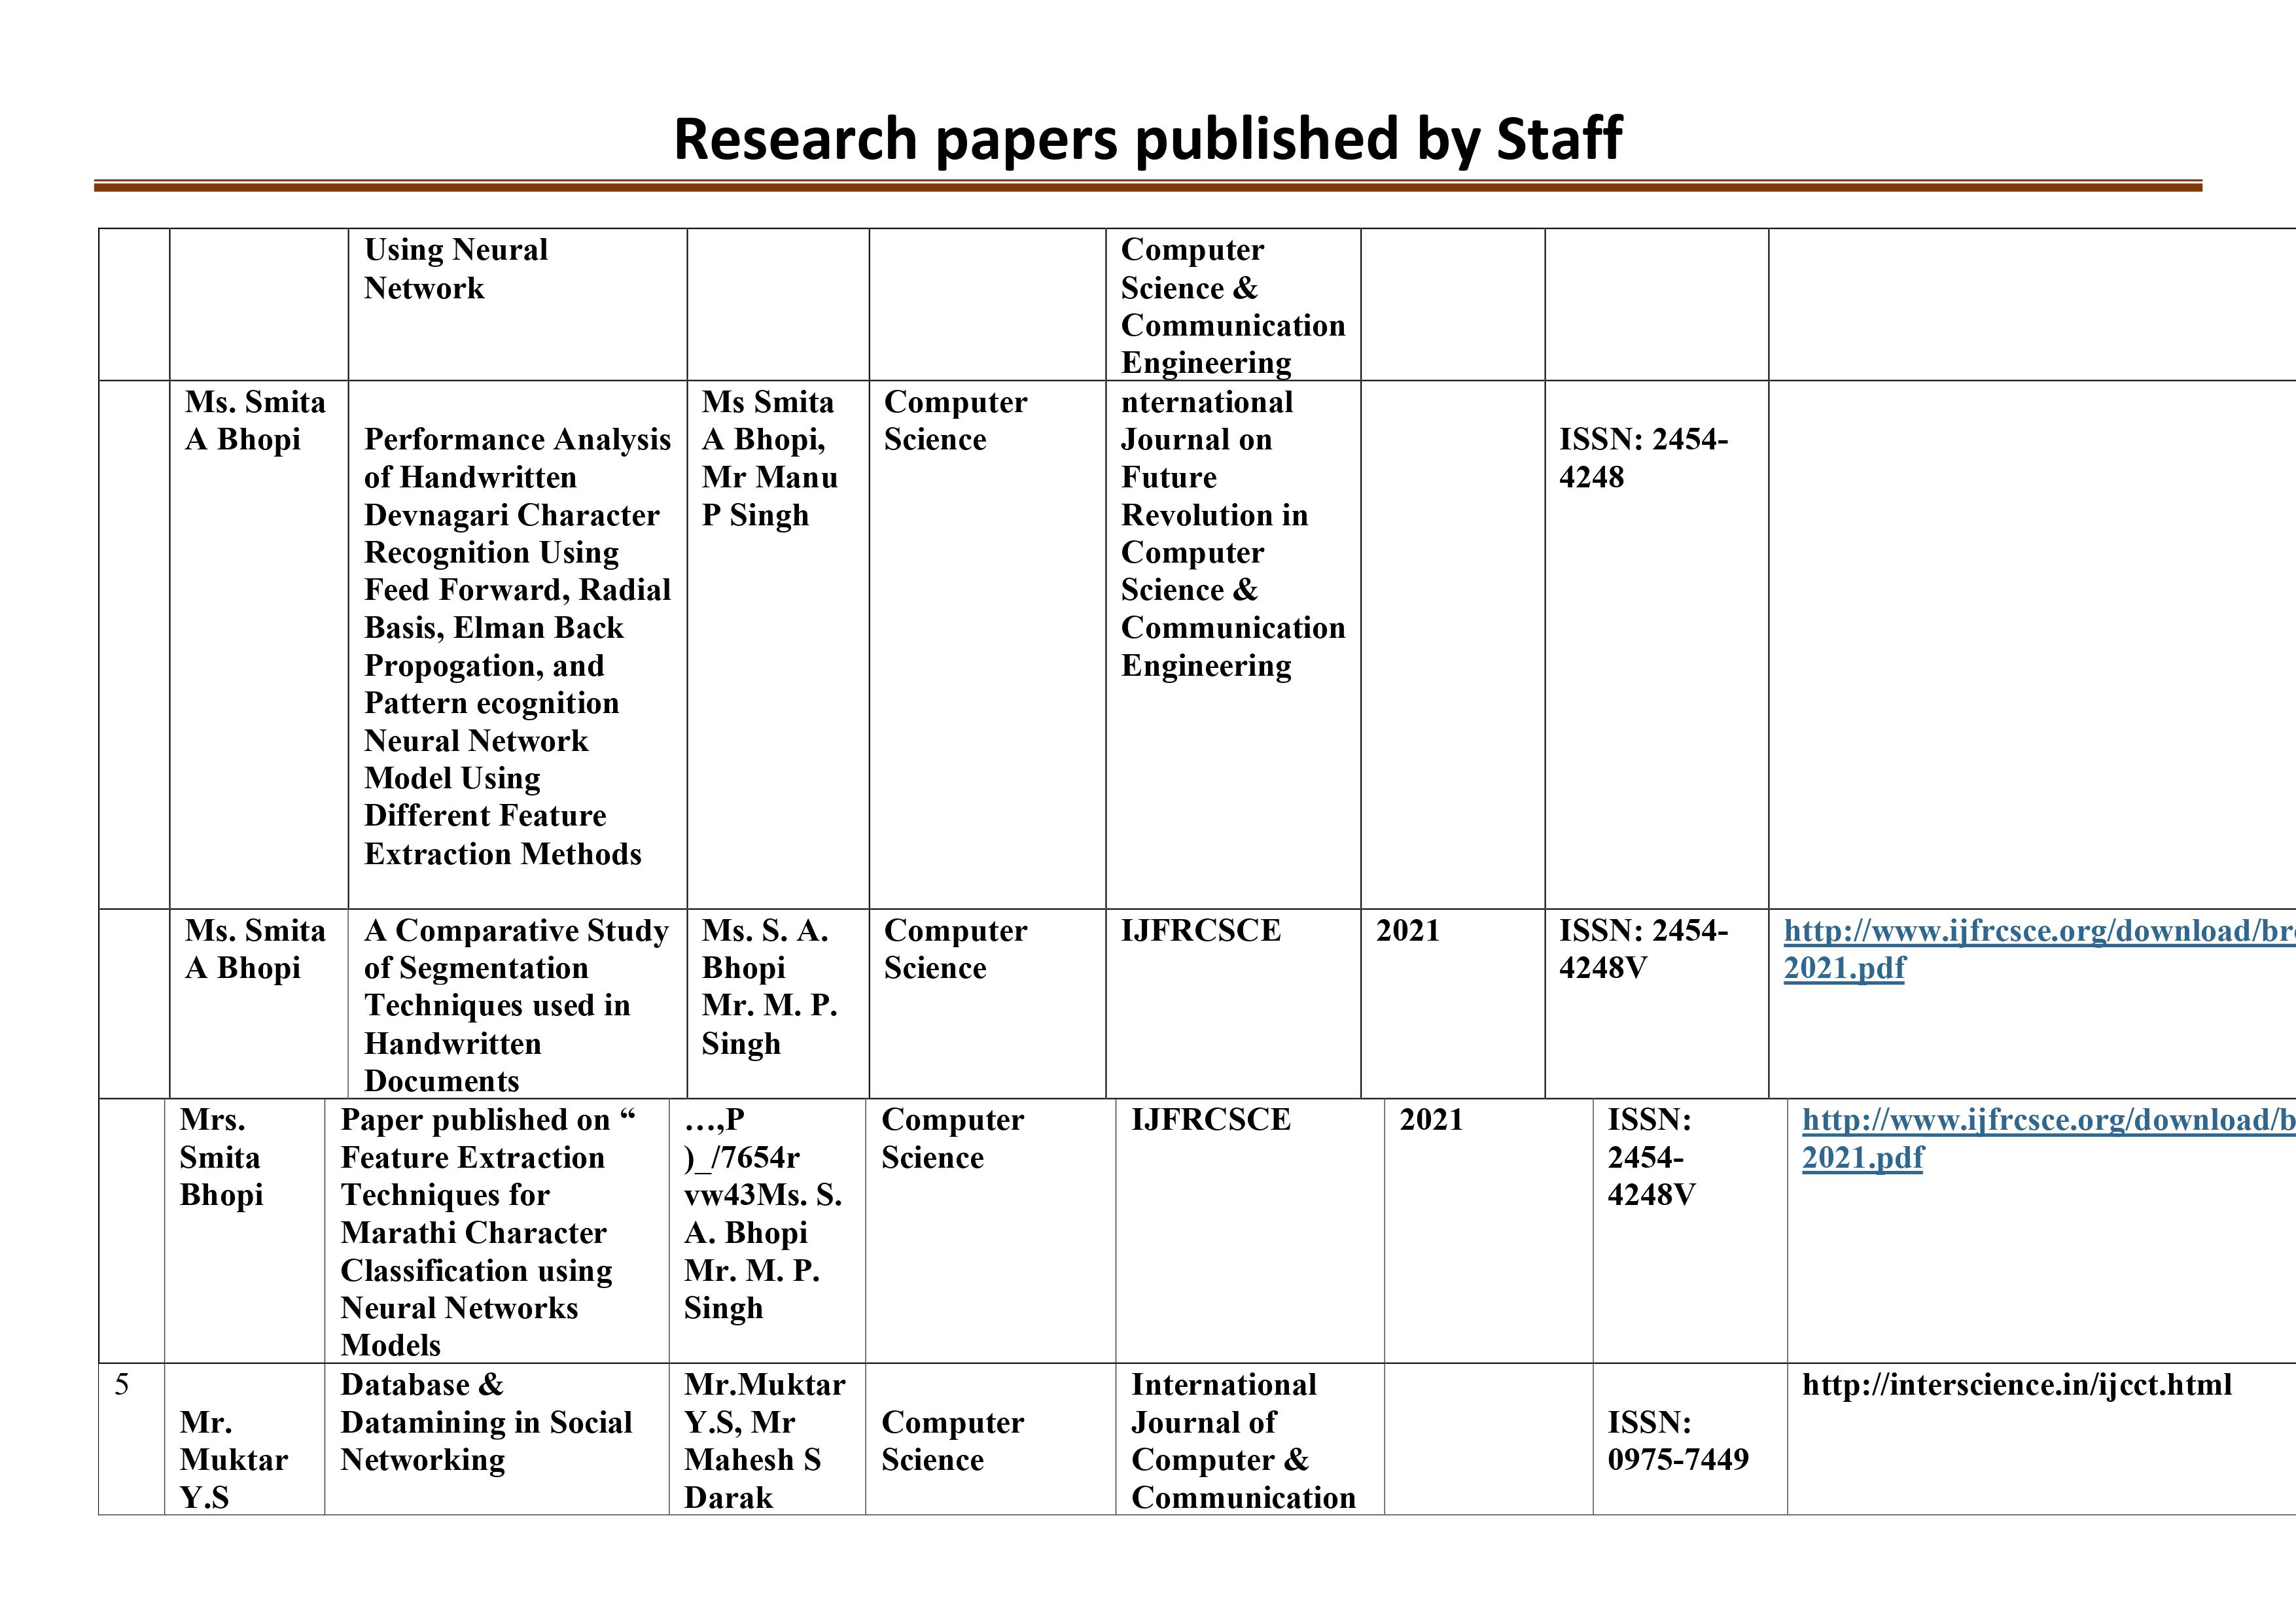 Research papers published by Staff
Using Neural
Network
Computer
Science &
Communication
Engineering
Ms. Smita
A Bhopi
Performance Analysis
of Handwritten
Devnagari Character
Recognition Using
Feed Forward, Radial
Basis, Elman Back
Propogation, and
Pattern ecognition
Neural Network
Model Using
Different Feature
Extraction Methods
Ms Smita
A Bhopi,
Mr Manu
P Singh
Computer
Science
nternational
Journal on
Future
Revolution in
Computer
Science &
Communication
Engineering
ISSN: 2454-
4248
Ms. Smita
A Bhopi
A Comparative Study
of Segmentation
Techniques used in
Handwritten
Documents
Ms. S. A.
Bhopi
Mr. M. P.
Singh
Computer
Science
IJFRCSCE
2021
ISSN: 2454-
4248V
http://www.ijfrcsce.org/download/br
2021.pdf
Mrs.
Smita
Bhopi
Paper published on “
Feature Extraction
Techniques for
Marathi Character
Classification using
Neural Networks
Models
…,P
)_/7654r
vw43Ms. S.
A. Bhopi
Mr. M. P.
Singh
Computer
Science
IJFRCSCE
2021
ISSN:
2454-
4248V
http://www.ijfrcsce.org/download/b
2021.pdf
5
Mr.
Muktar
Y.S
Database &
Datamining in Social
Networking
Mr.Muktar
Y.S, Mr
Mahesh S
Darak
Computer
Science
International
Journal of
Computer &
Communication
ISSN:
0975-7449
http://interscience.in/ijcct.html